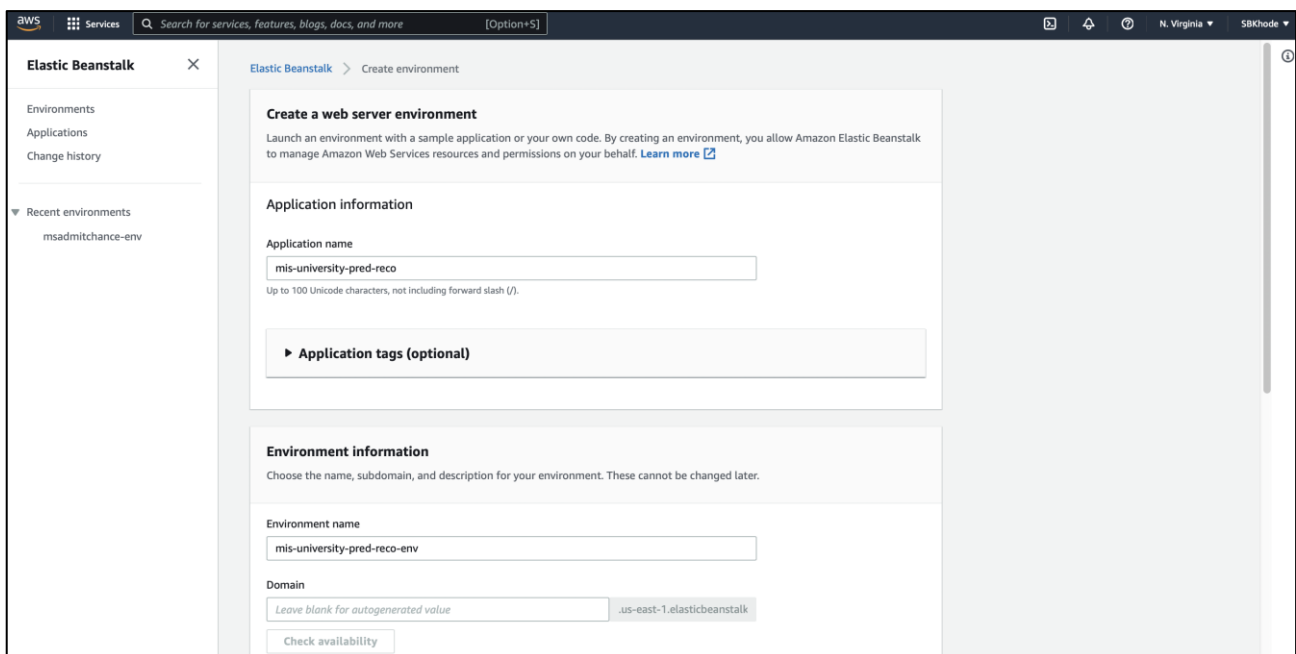 aws
Services
Search for services, features, blogs, docs, and more
[Option+S]
N. Virginia
SBKhode
Elastic Beanstalk
Environments
Applications
Change history
Recent environments
msadmitchance-env
Elastic Beanstalk
Create environment
Create a web server environment
Launch an environment with a sample application or your own code. By creating an environment, you allow Amazon Elastic Beanstalk
to manage Amazon Web Services resources and permissions on your behalf. Learn more
Application information
Application name
mis-university-pred-reco
Up to 100 Unicode characters, not including forward slash (/).
Application tags (optional)
Environment information
Choose the name, subdomain, and description for your environment. These cannot be changed later.
Environment name
mis-university-pred-reco-env
Domain
Leave blank for autogenerated value
.us-east-1.elasticbeanstalk
Check availability